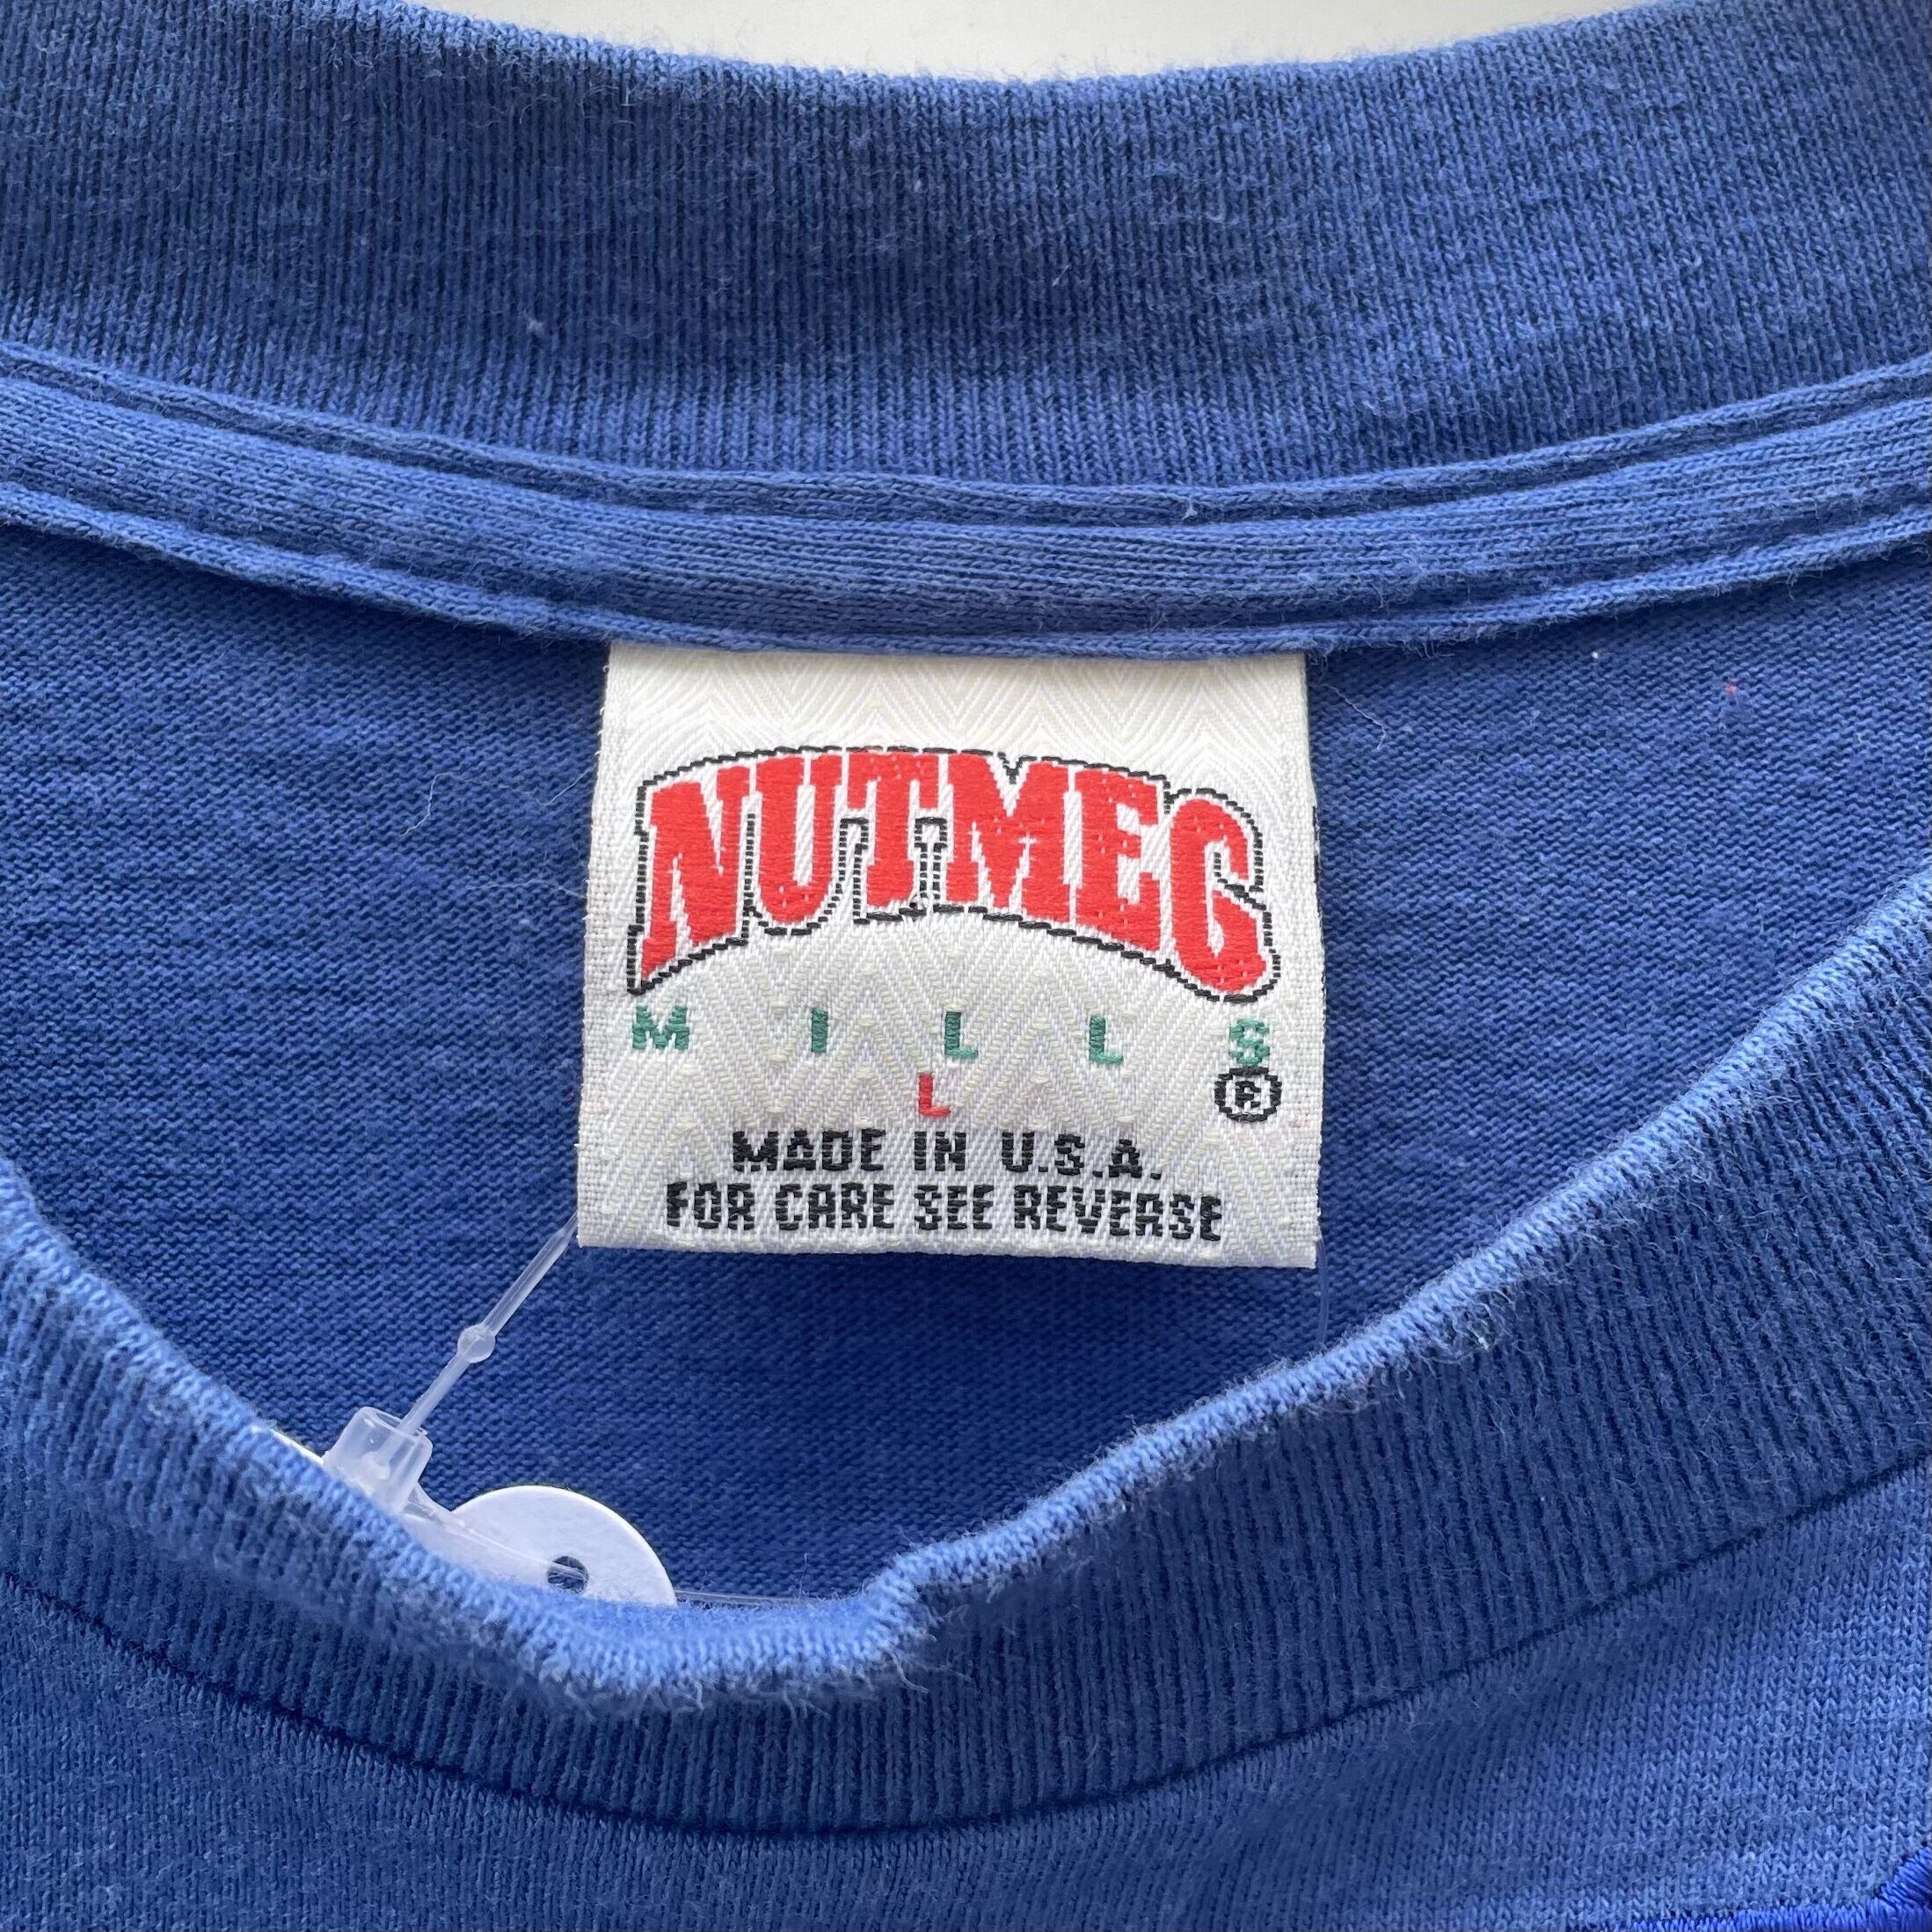 NUTMEG
MILLS
®
L
MADE IN U.S.A.
FOR CARE SEE REVERSE